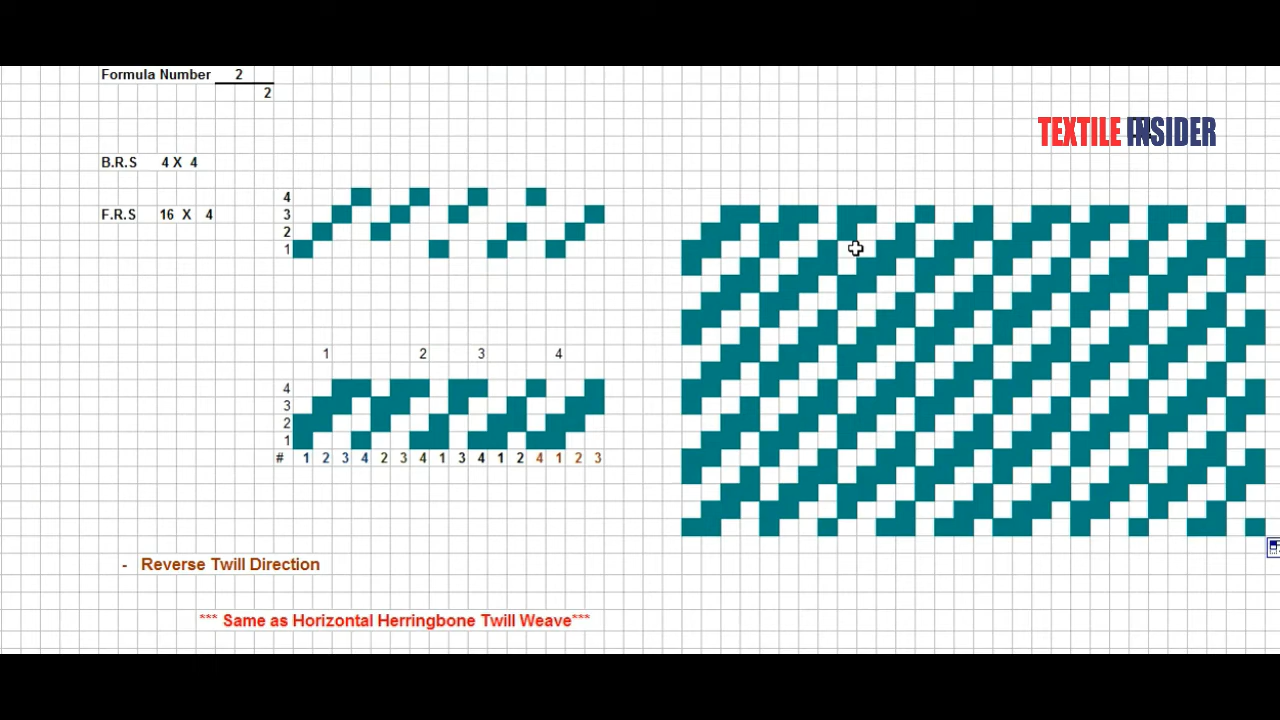 Formula Number 2
2
TEXTILE INSIDER
B.R.S 4 X 4
4
F.R.S 16 X 4
3
2
1
1 2 3 4
4
3
2
1
# 1 2 3 4 2 3 4 1 3 4 1 2 4 1 2 3
- Reverse Twill Direction
*** Same as Horizontal Herringbone Twill Weave***